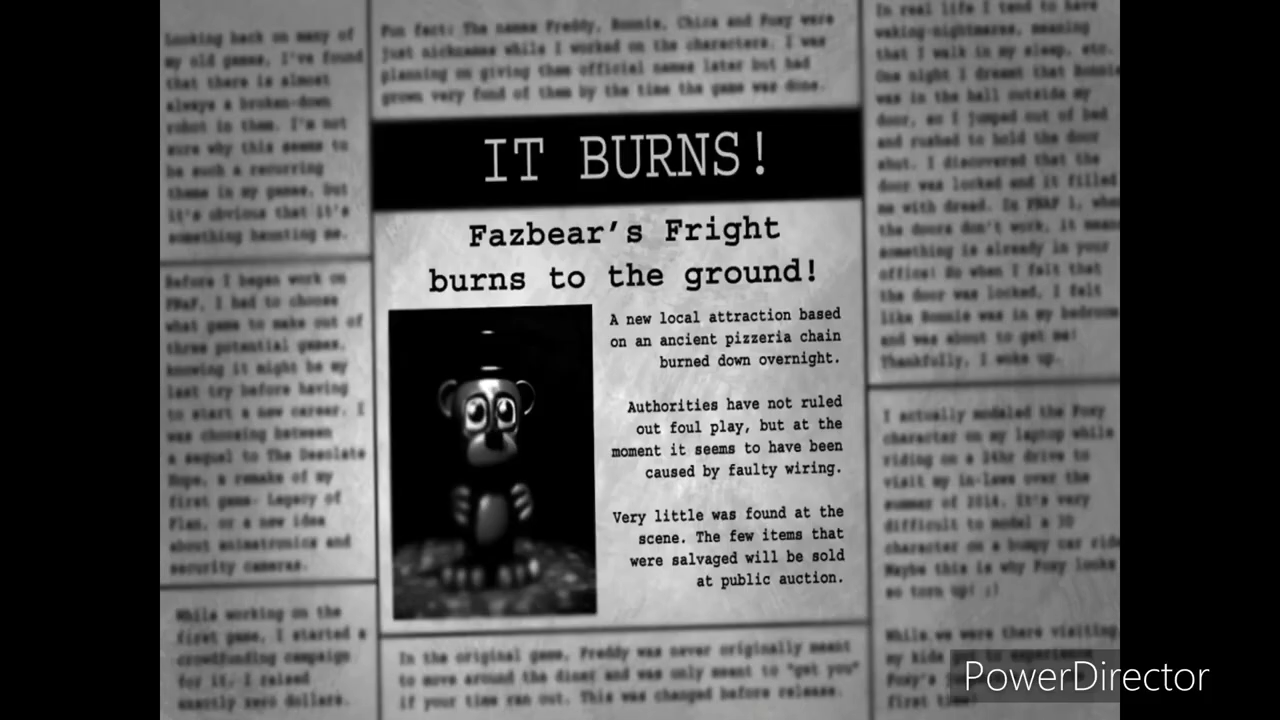 Looking back on many of
my old games, I've found
that there is almost
always a broken-down
robot in them. I'm not
sure why this seems to
be such a recurring
theme in my games, but
it's obvious that it's
something haunting me.
Before I began work on
FNAF, I had to choose
what game to make out of
three potential games,
knowing it might be my
last try before having
to start a new career. I
was choosing between
a sequel to The Desolate
Hope, a remake of my
first game: Legacy of
Flan, or a new idea
about animatronics and
security cameras.
While working on the
first game, I started a
crowdfunding campaign
for it. I raised
exactly zero dollars.
Fun fact: The names Freddy, Bonnie, Chica and Foxy were
just nicknames while I worked on the characters. I was
planning on giving them official names later but had
grown very fond of them by the time the game was done.
IT BURNS!
Fazbear's Fright
burns to the ground!
A new local attraction based
on an ancient pizzeria chain
burned down overnight.
Authorities have not ruled
out foul play, but at the
moment it seems to have been
caused by faulty wiring.
Very little was found at the
scene. The few items that
were salvaged will be sold
at public auction.
In the original game, Freddy was never originally meant
to move around the diner and was only meant to "get you"
if your time ran out. This was changed before release.
In real life I tend to have
waking-nightmares, meaning
that I walk in my sleep, etc.
One night I dreamt that Bonnie
was in the hall outside my
door, so I jumped out of bed
and rushed to hold the door
shut. I discovered that the
door was locked and it filled
me with dread. In FNAF 1, when
the doors don't work, it means
something is already in your
office! So when I felt that
the door was locked, I felt
like Bonnie was in my bedroom
and was about to get me!
Thankfully, I woke up.
I actually modeled the Foxy
character on my laptop while
riding on a 14hr drive to
visit my in-laws over the
summer of 2014. It's very
difficult to model a 3D
character on a bumpy car ride
Maybe this is why Foxy looks
so torn up! ;)
While we were there visiting,
my kids got to experience
Foxy's
first time!
PowerDirector